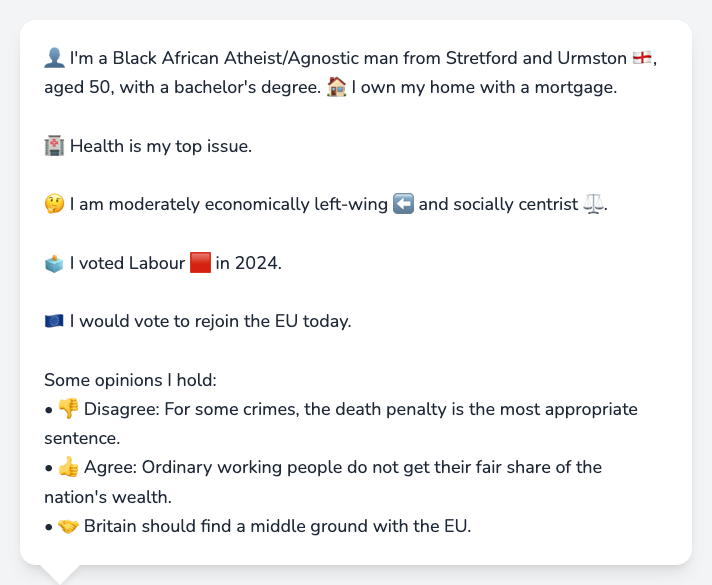 👤 I'm a Black African Atheist/Agnostic man from Stretford and Urmston 🏴󠁧󠁢󠁥󠁮󠁧󠁿,
aged 50, with a bachelor's degree. 🏠 I own my home with a mortgage.
🏥 Health is my top issue.
🤔 I am moderately economically left-wing ⬅️ and socially centrist ⚖️.
🗳️ I voted Labour 🟥 in 2024.
🇪🇺 I would vote to rejoin the EU today.
Some opinions I hold:
• 👎 Disagree: For some crimes, the death penalty is the most appropriate
sentence.
• 👍 Agree: Ordinary working people do not get their fair share of the
nation's wealth.
• 🤝 Britain should find a middle ground with the EU.